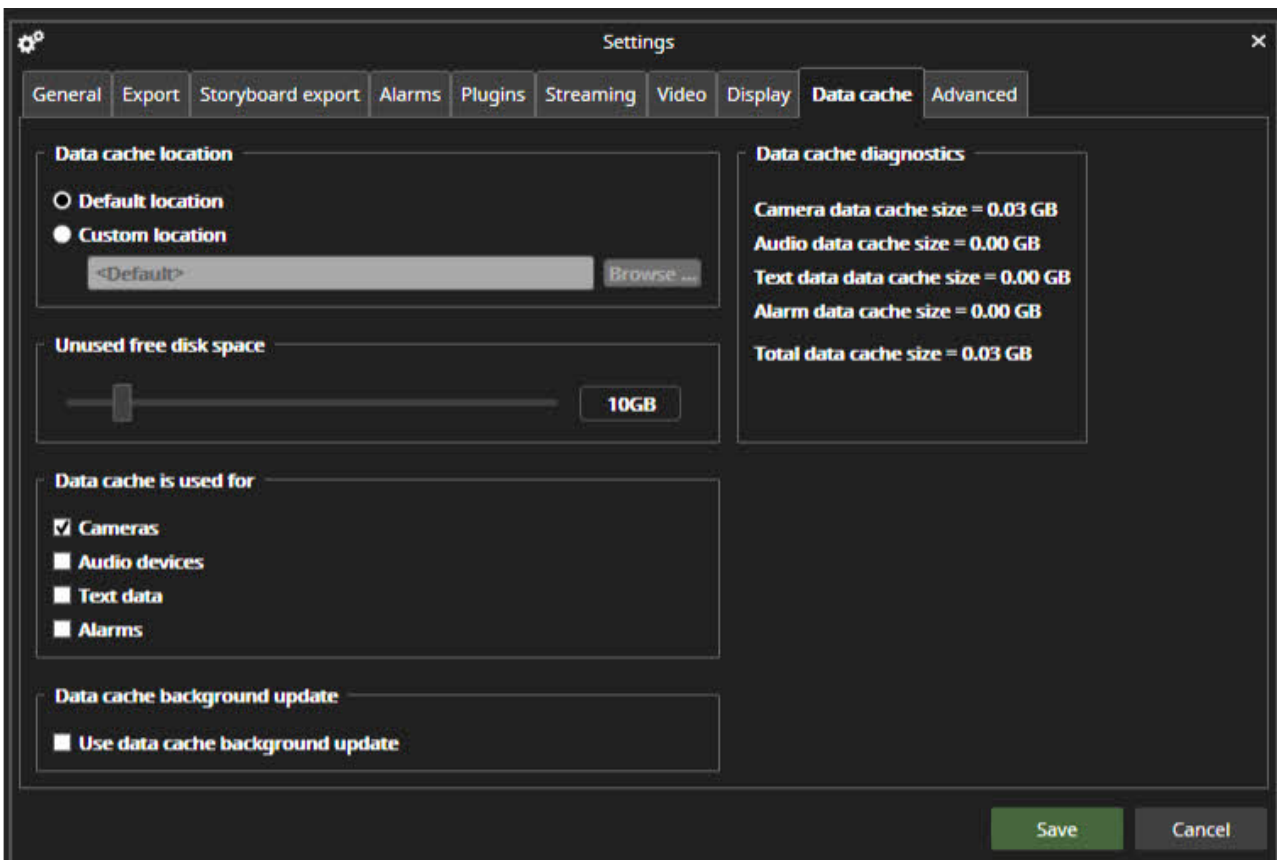 Settings
General Export Storyboard export Alarms Plugins Streaming Video Display Data cache Advanced
Data cache location
Default location
Custom location
<Default>
Browse ...
Unused free disk space
10GB
Data cache is used for
Cameras
Audio devices
Text data
Alarms
Data cache background update
Use data cache background update
Data cache diagnostics
Camera data cache size = 0.03 GB
Audio data cache size = 0.00 GB
Text data data cache size = 0.00 GB
Alarm data cache size = 0.00 GB
Total data cache size = 0.03 GB
Save
Cancel